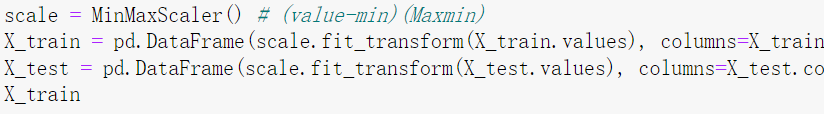 scale = MinMaxScaler() # (value-min)(Maxmin)
X_train = pd.DataFrame(scale.fit_transform(X_train.values), columns=X_train
X_test = pd.DataFrame(scale.fit_transform(X_test.values), columns=X_test.co
X_train